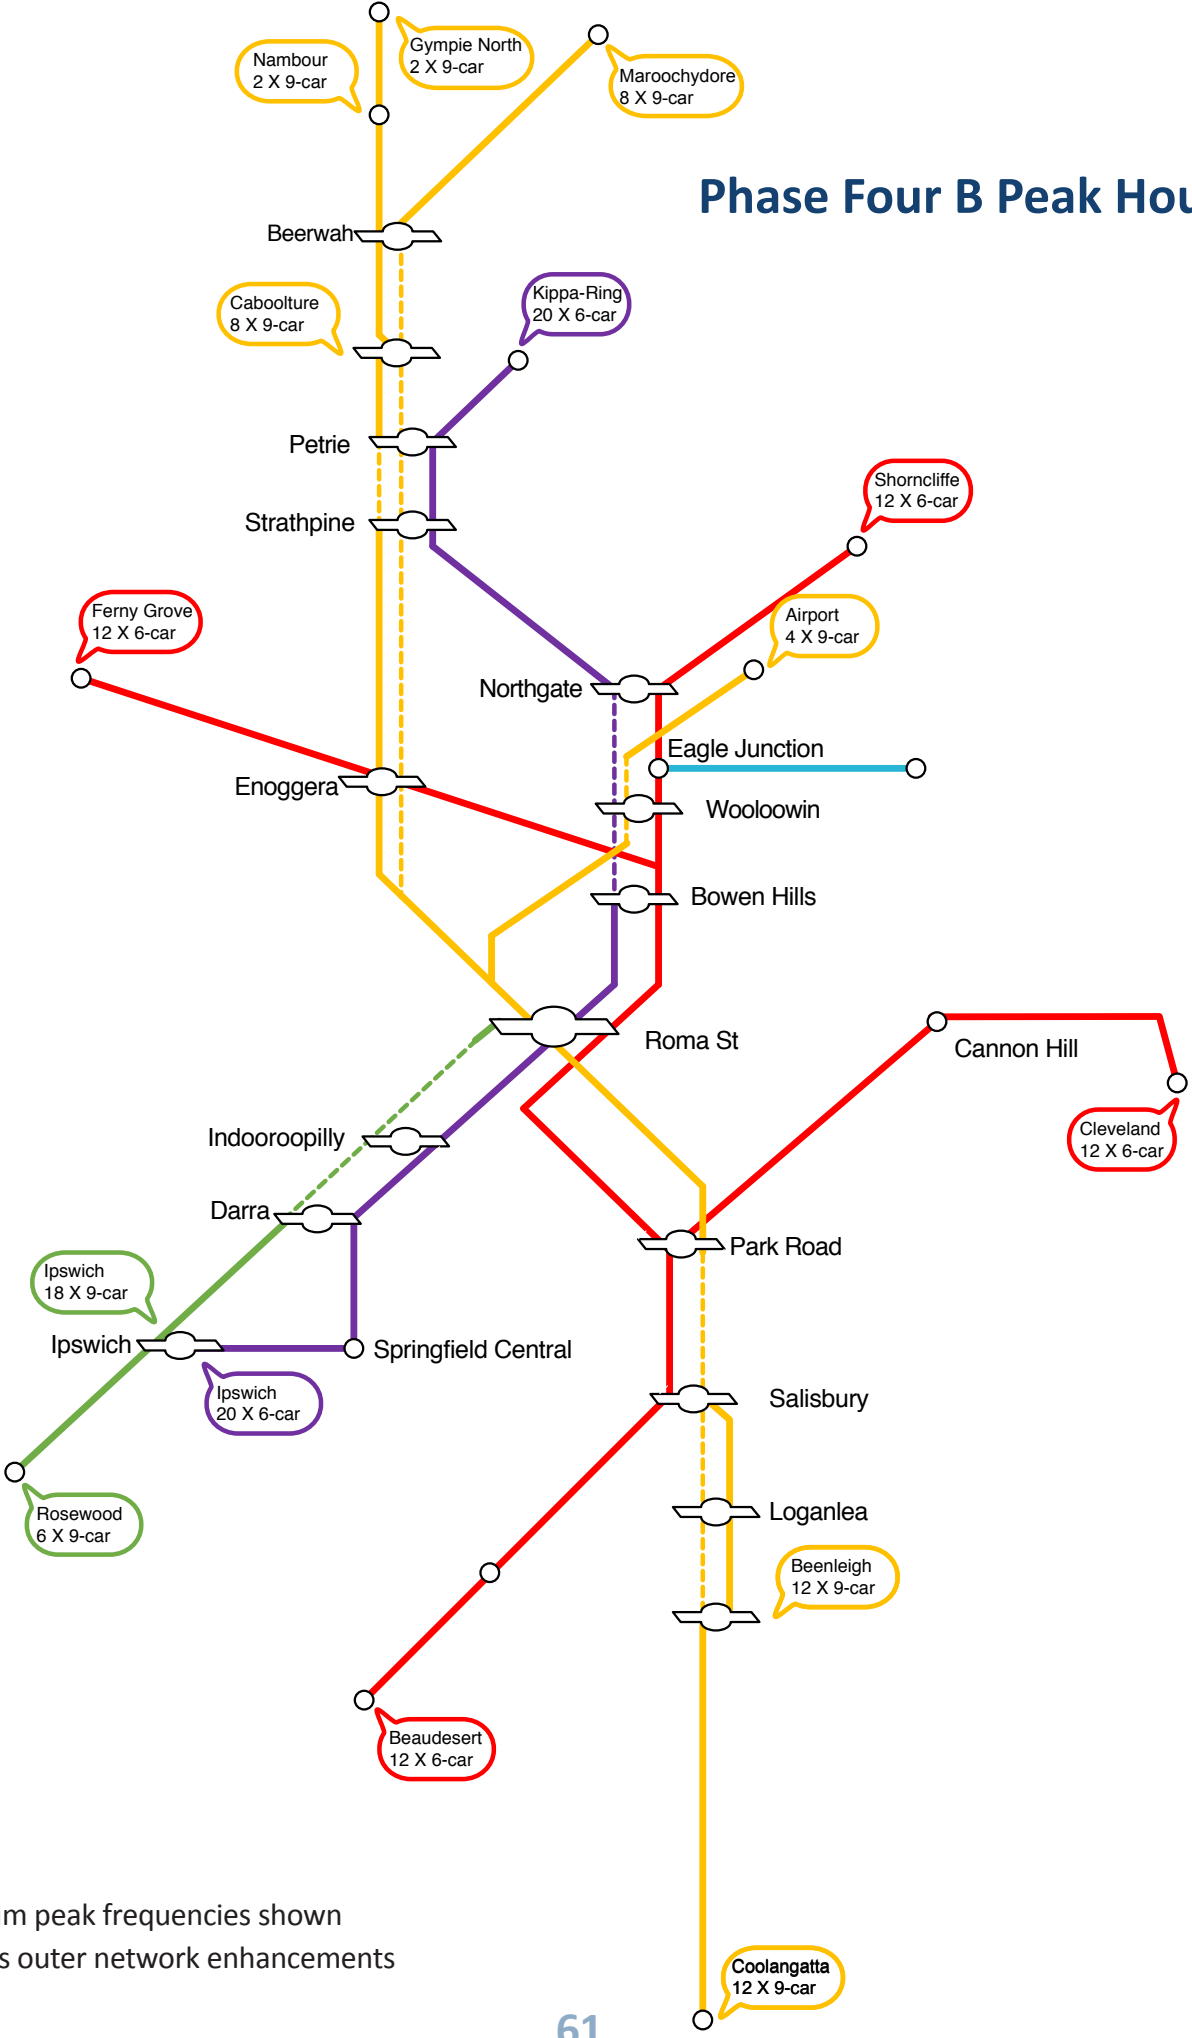 Gympie North
2 X 9-car
Nambour
2 X 9-car
Maroochydore
8 X 9-car
Phase Four B Peak Hou
Beerwah
Caboolture
8 X 9-car
Kippa-Ring
20 X 6-car
Petrie
Shorncliffe
12 X 6-car
Strathpine
Ferny Grove
12 X 6-car
Airport
4 X 9-car
Northgate
Eagle Junction
Enoggera
Wooloowin
Bowen Hills
Roma St
Cannon Hill
Cleveland
12 X 6-car
Indooroopilly
Darra
Park Road
Ipswich
18 X 9-car
Ipswich
Springfield Central
Ipswich
20 X 6-car
Salisbury
Rosewood
6 X 9-car
Loganlea
Beenleigh
12 X 9-car
Beaudesert
12 X 6-car
im peak frequencies shown
s outer network enhancements
Coolangatta
12 X 9-car
61